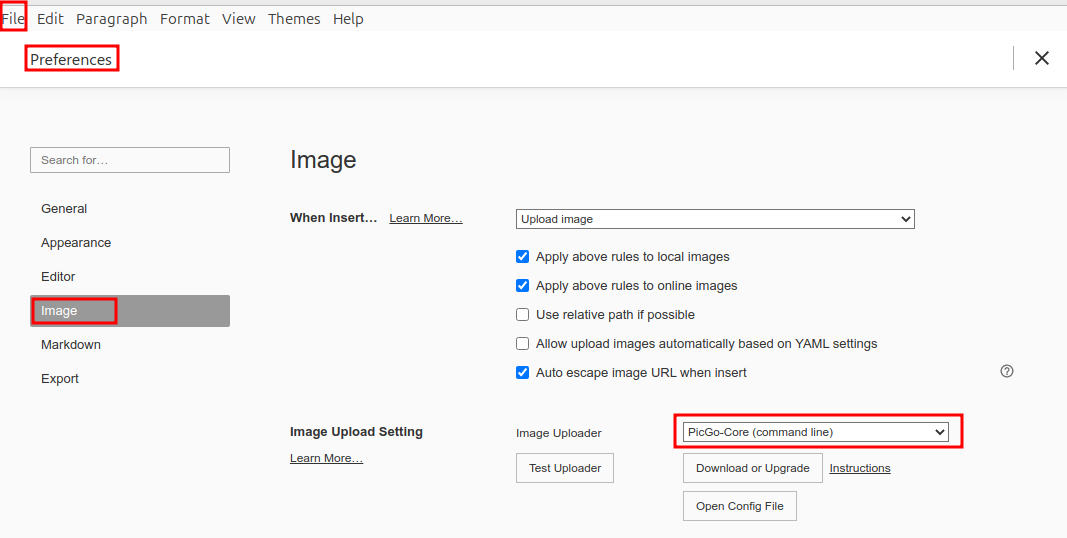 File Edit Paragraph Format View Themes Help
Preferences
Search for…
General
Appearance
Editor
Image
Markdown
Export
Image
When Insert… Learn More…
Upload image
Apply above rules to local images
Apply above rules to online images
Use relative path if possible
Allow upload images automatically based on YAML settings
Auto escape image URL when insert
Image Upload Setting
Learn More…
Image Uploader
PicGo-Core (command line)
Test Uploader
Download or Upgrade Instructions
Open Config File